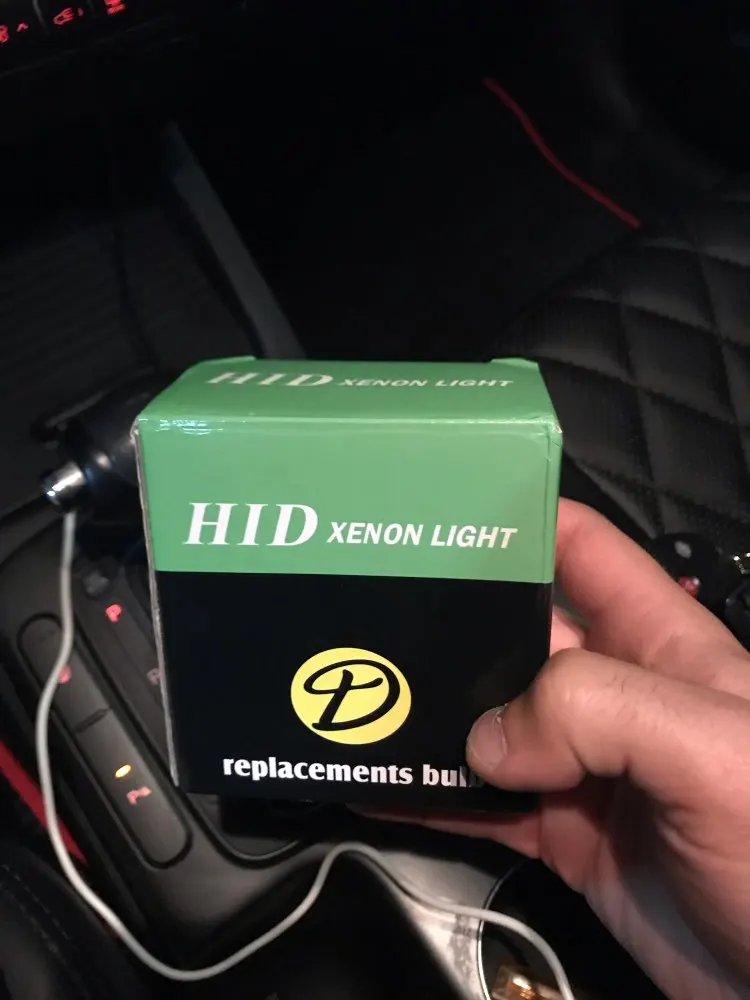 HID XENON LIGHT
HID XENON LIGHT
D
replacements
P